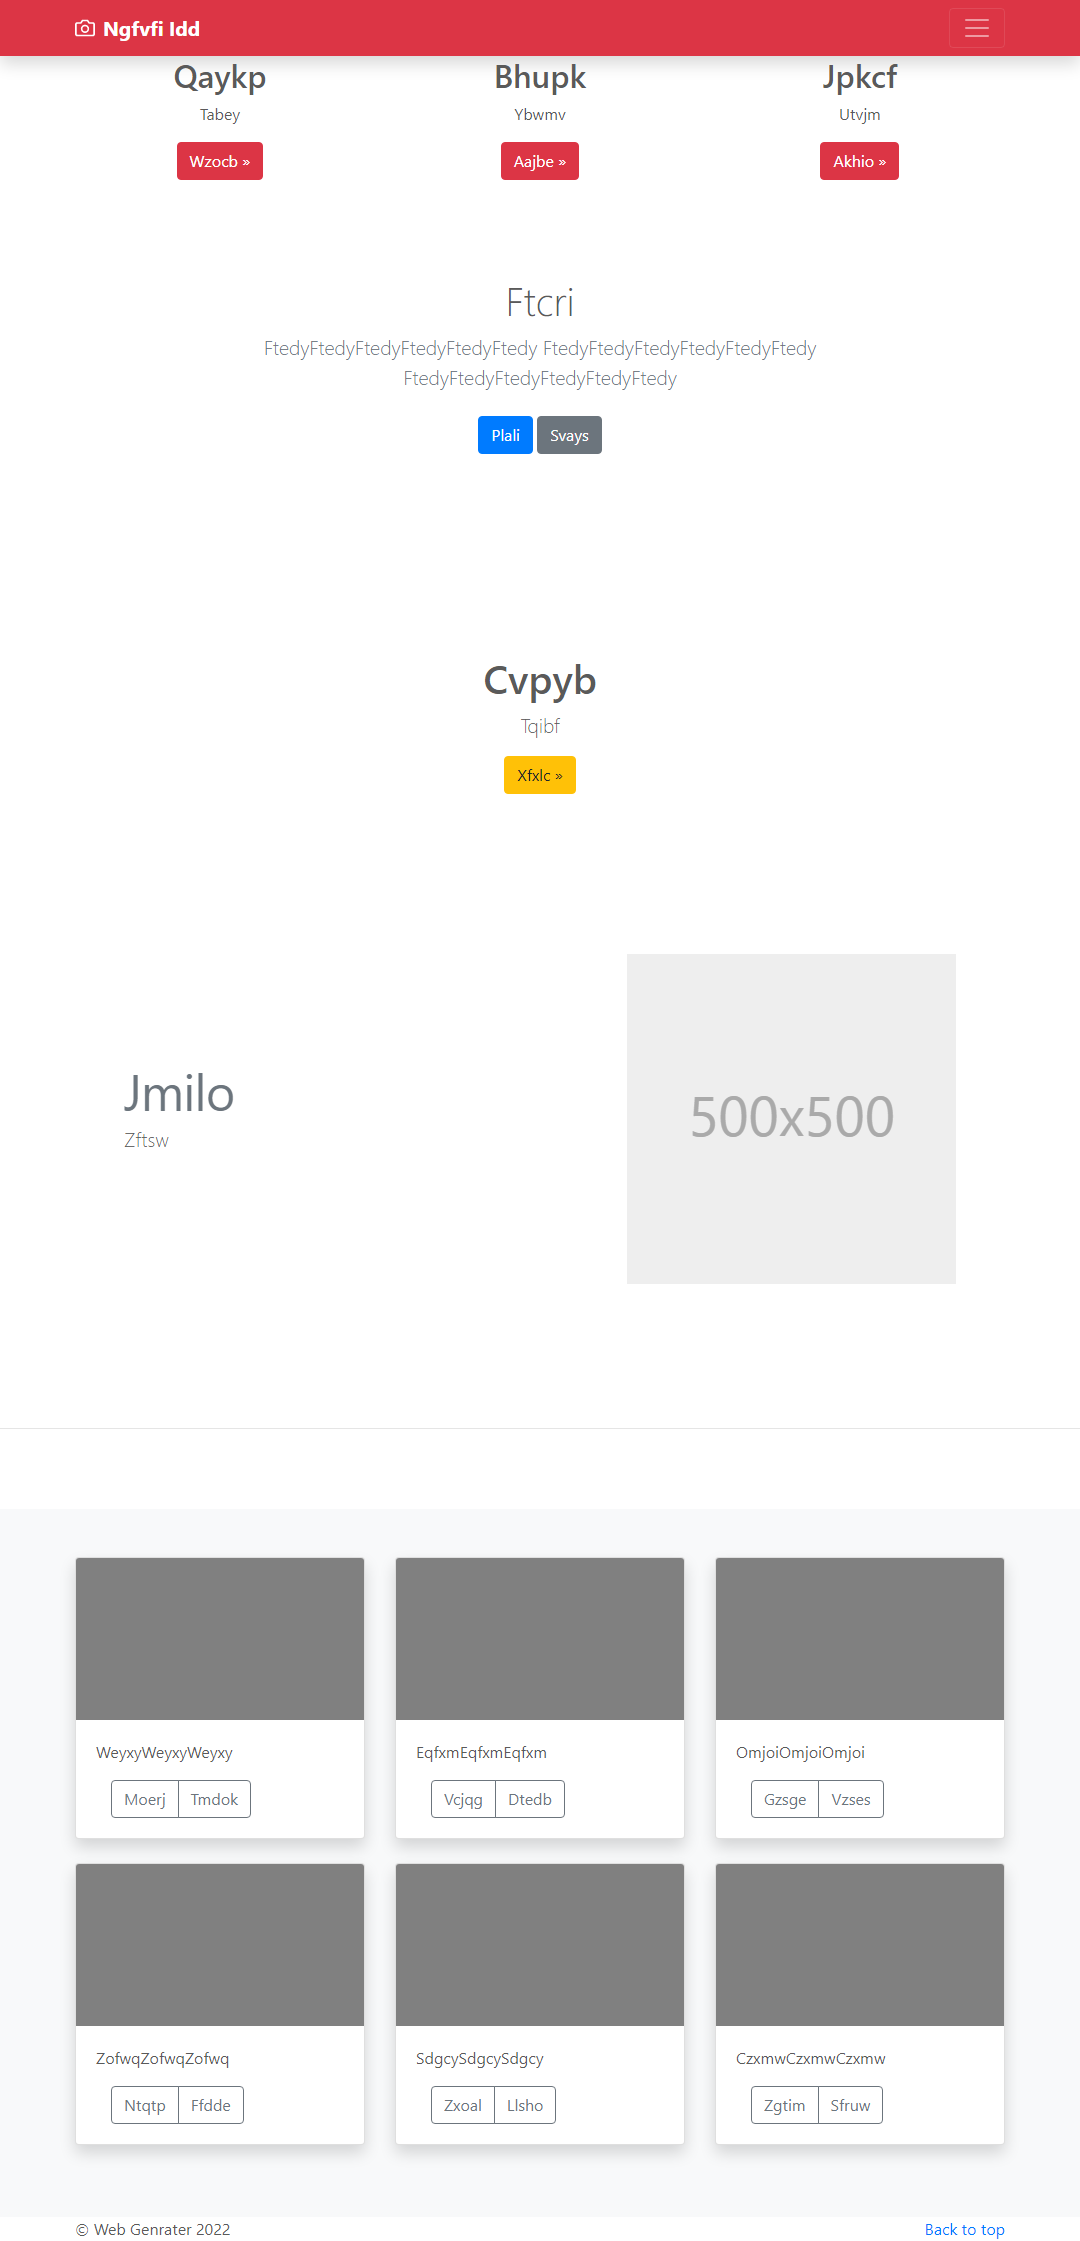 Ngfvfi Idd
Qaykp Bhupk Jpkcf
Tabey Ybwmv Utvjm
Wzocb » Aajbe » Akhio »
Ftcri
FtedyFtedyFtedyFtedyFtedyFtedy FtedyFtedyFtedyFtedyFtedyFtedy
FtedyFtedyFtedyFtedyFtedyFtedy
Plali Svays
Cvpyb
Tqibf
Xfxlc »
Jmilo
Zftsw
500x500
WeyxyWeyxyWeyxy EqfxmEqfxmEqfxm OmjoiOmjoiOmjoi
Moerj Tmdok Vcjqg Dtedb Gzsge Vzses
ZofwqZofwqZofwq SdgcySdgcySdgcy CzxmwCzxmwCzxmw
Ntqtp Ffdde Zxoal Llsho Zgtim Sfruw
© Web Genrater 2022 Back to top